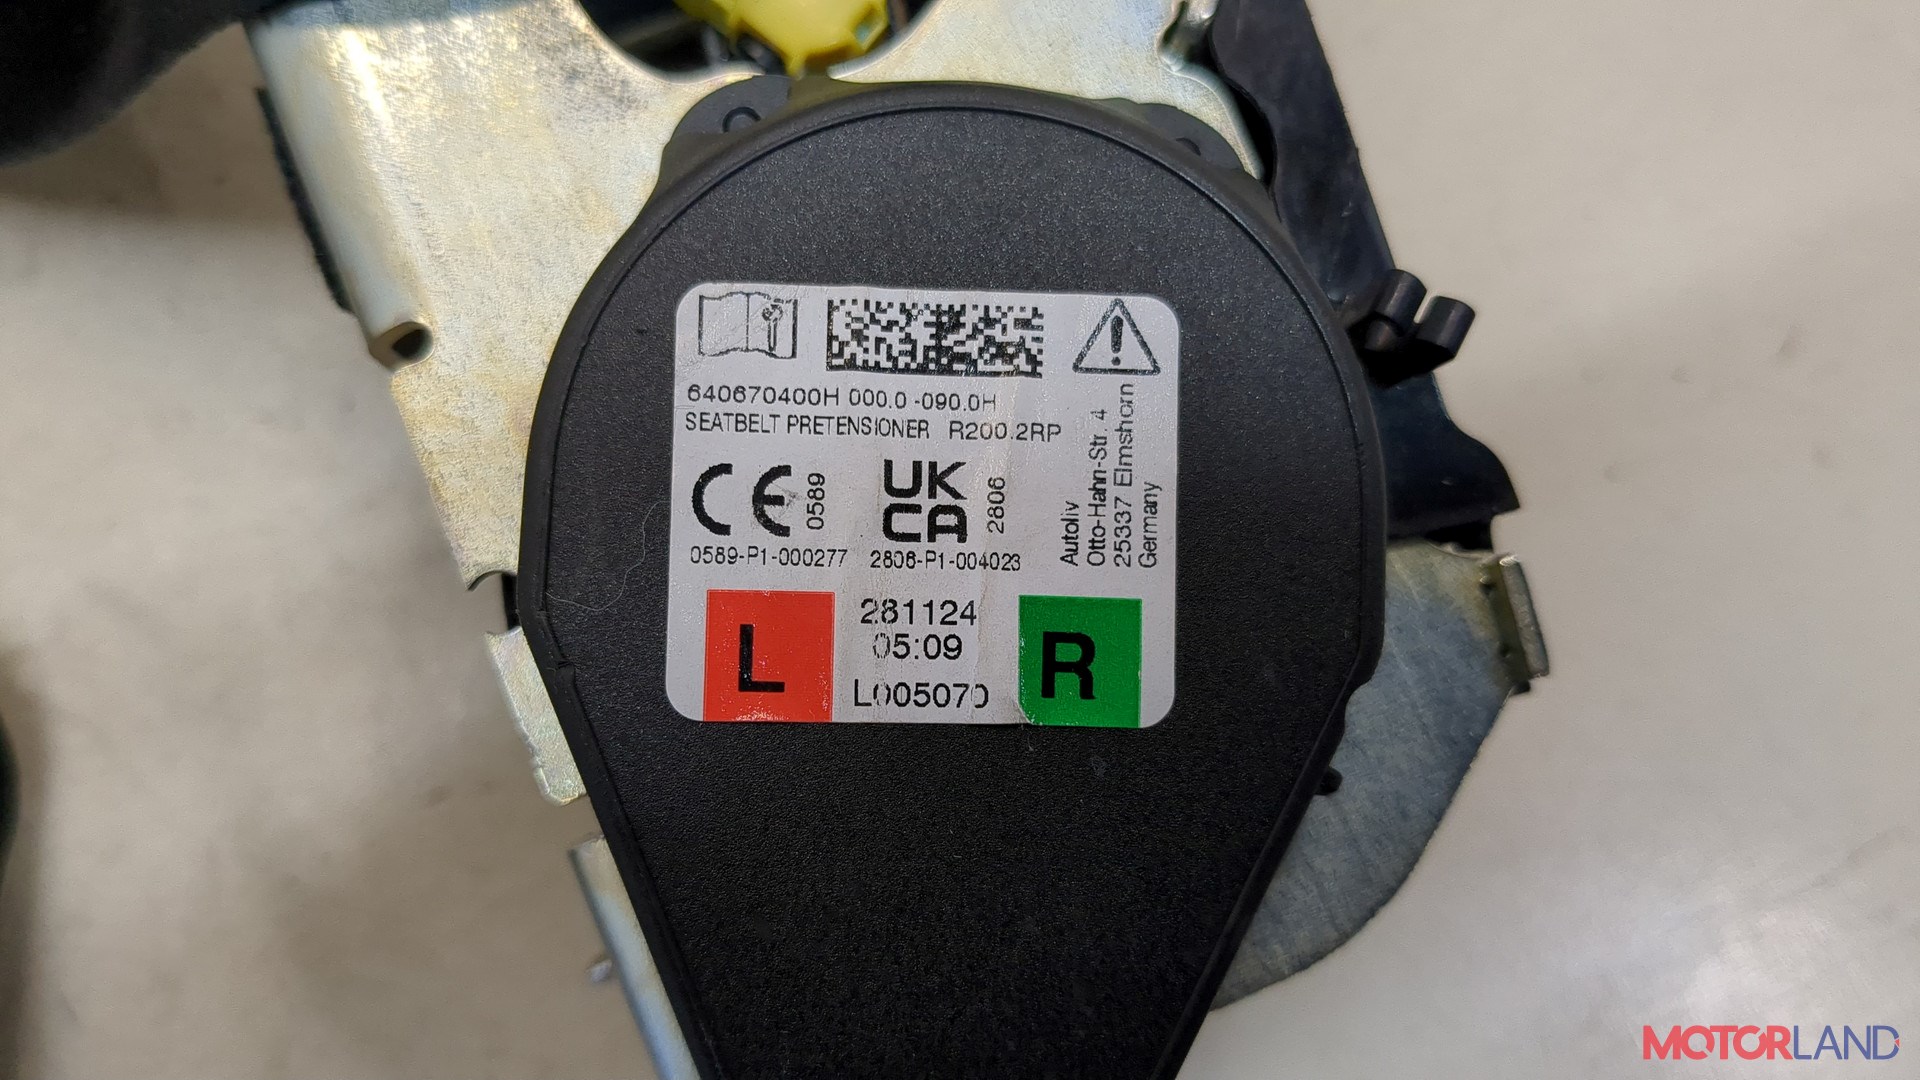 640670400H 000.0 -090.0H
SEATBELT PRETENSIONER R200.2RP
CE 0589
UK
CA 2806
0589-P1-000277 2806-P1-004023
Autoliv
Otto-Hahn-Str. 4
25337 Elmshorn
Germany
L
281124
05:09
L005070
R
MOTORLAND